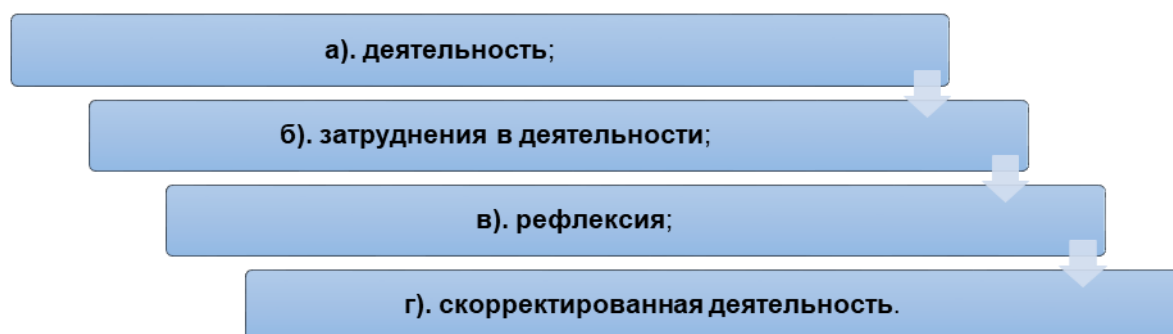 а). деятельность;
б). затруднения в деятельности;
в). рефлексия;
г). скорректированная деятельность.